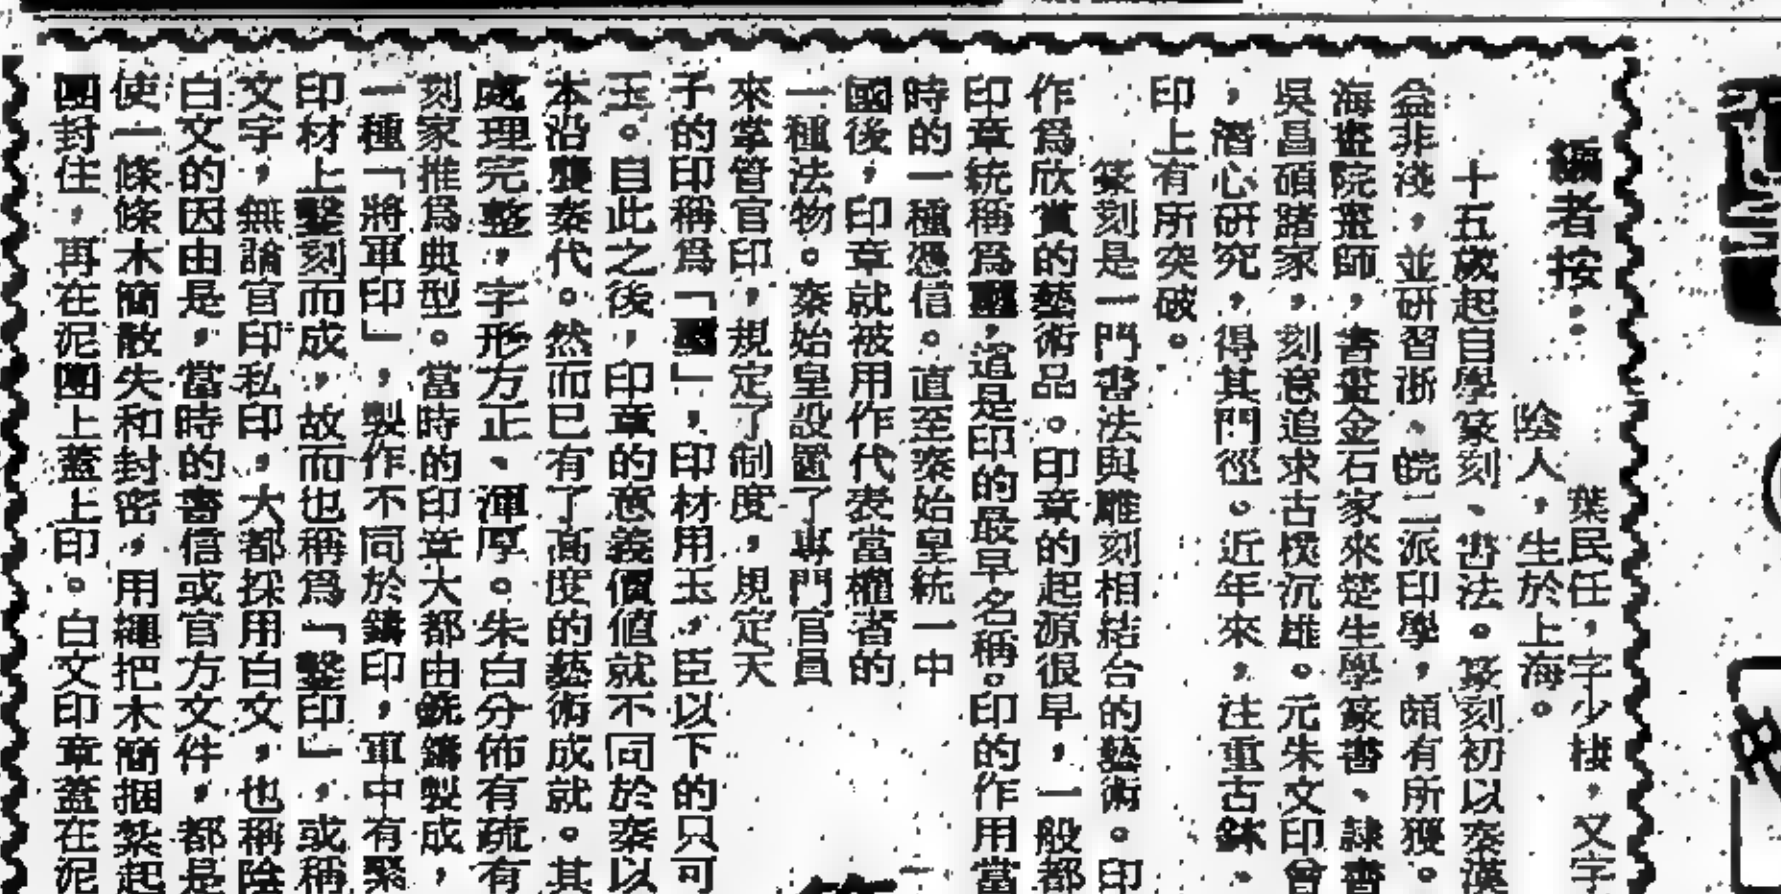 編者按：
葉民任，字少棲，又字
陰人，生於上海。
十五歲起自學篆刻、書法。篆刻初以秦漢
益非淺，並研習浙、皖二派印學，頗有所獲。
海畫院畫師，書畫金石家來楚生學篆書、隸書
吳昌碩諸家，刻意追求古樸沉雄。元朱文印曾
，潛心研究，得其門徑。近年來，注重古鉢、
印上有所突破。
篆刻是一門書法與雕刻相結合的藝術。印
作爲欣賞的藝術品。印章的起源很早，一般都
印章統稱爲璽，這是印的最早名稱。印的作用當
時的一種憑信。直至秦始皇統一中
國後，印章就被用作代表當權者的
一種法物。秦始皇設置了專門官員
來掌管官印，規定了制度，規定天
子的印稱爲「璽」，印材用玉，臣以下的只可
玉。自此之後，印章的意義價值就不同於秦以
本沿襲秦代。然而已有了高度的藝術成就。其
處理完整，字形方正、渾厚。朱白分佈有疏有
刻家推爲典型。當時的印章大都由銑鑄製成，
一種「將軍印」，製作不同於鑄印，軍中有緊
印材上鑿刻而成，故而也稱爲「鑿印」，或稱
文字，無論官印私印，大都採用白文，也稱陰
白文的因由是，當時的書信或官方文件，都是
使一條條木簡散失和封密，用繩把木簡捆紮起
團封住，再在泥團上蓋上印。白文印章蓋在泥